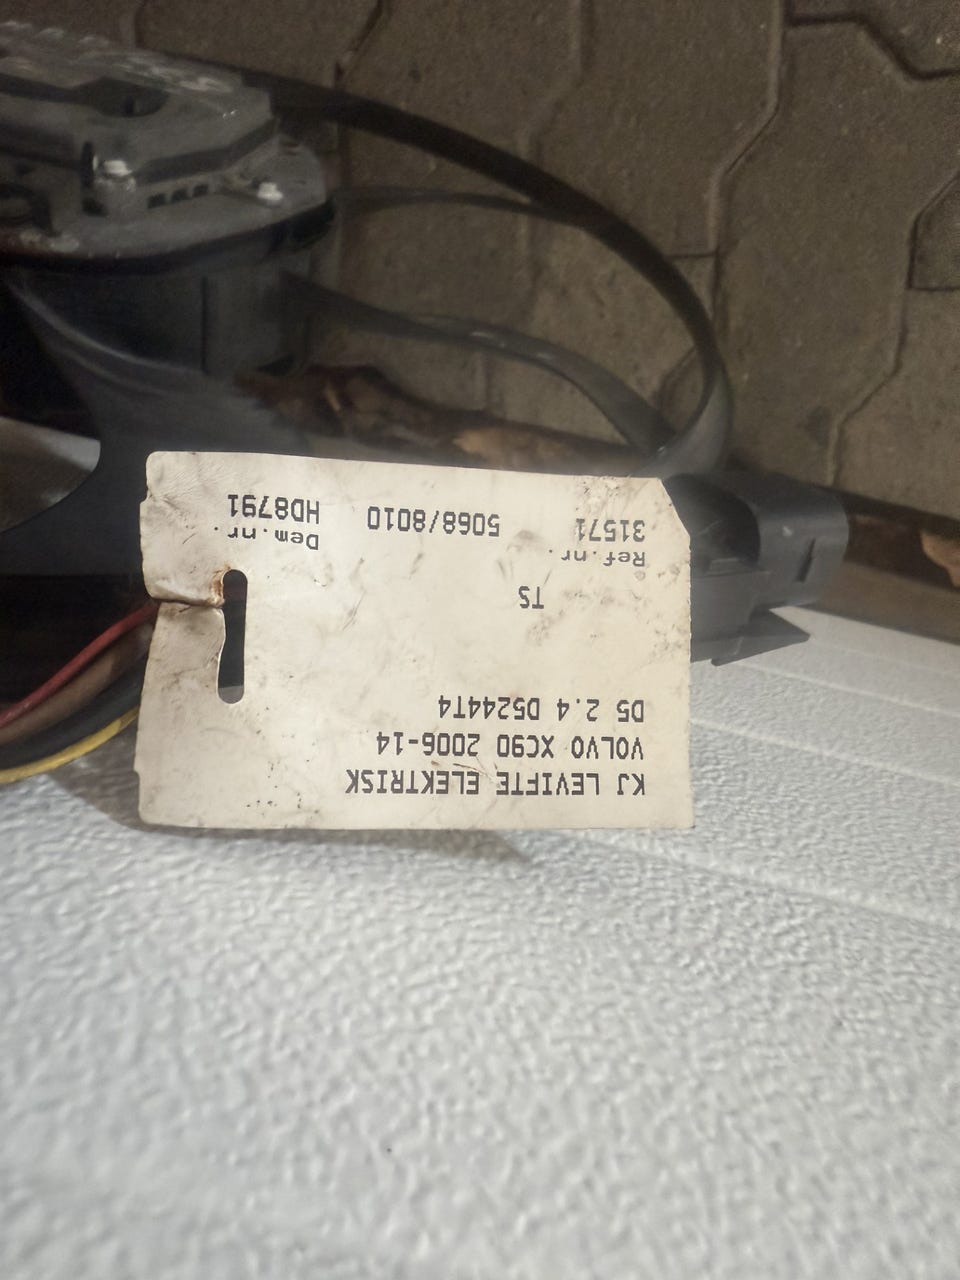 KJ LEVIFTE ELEKTRISK
VOLVO XC90 2006-14
D5 2.4 D5244T4
TS
Ref.nr. Dem.nr.
31571 5068/8010 HD8791